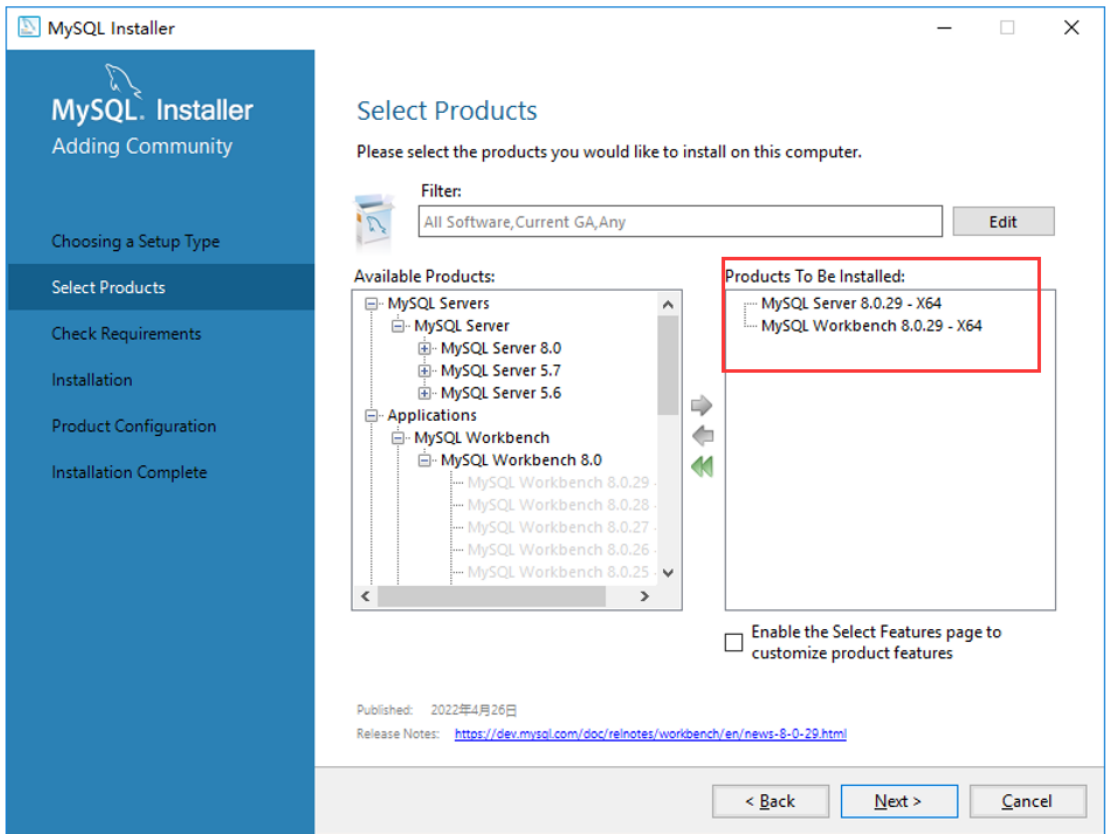 MySQL Installer
MySQL. Installer
Adding Community
Choosing a Setup Type
Select Products
Check Requirements
Installation
Product Configuration
Installation Complete
Select Products
Please select the products you would like to install on this computer.
Filter:
All Software,Current GA,Any
Edit
Available Products:
MySQL Servers
MySQL Server
MySQL Server 8.0
MySQL Server 5.7
MySQL Server 5.6
Applications
MySQL Workbench
MySQL Workbench 8.0
MySQL Workbench 8.0.29 -
MySQL Workbench 8.0.28 -
MySQL Workbench 8.0.27 -
MySQL Workbench 8.0.26 -
MySQL Workbench 8.0.25 -
Products To Be Installed:
MySQL Server 8.0.29 - X64
MySQL Workbench 8.0.29 - X64
Enable the Select Features page to
customize product features
Published: 2022年4月26日
Release Notes: https://dev.mysql.com/doc/relnotes/workbench/en/news-8-0-29.html
< Back
Next >
Cancel